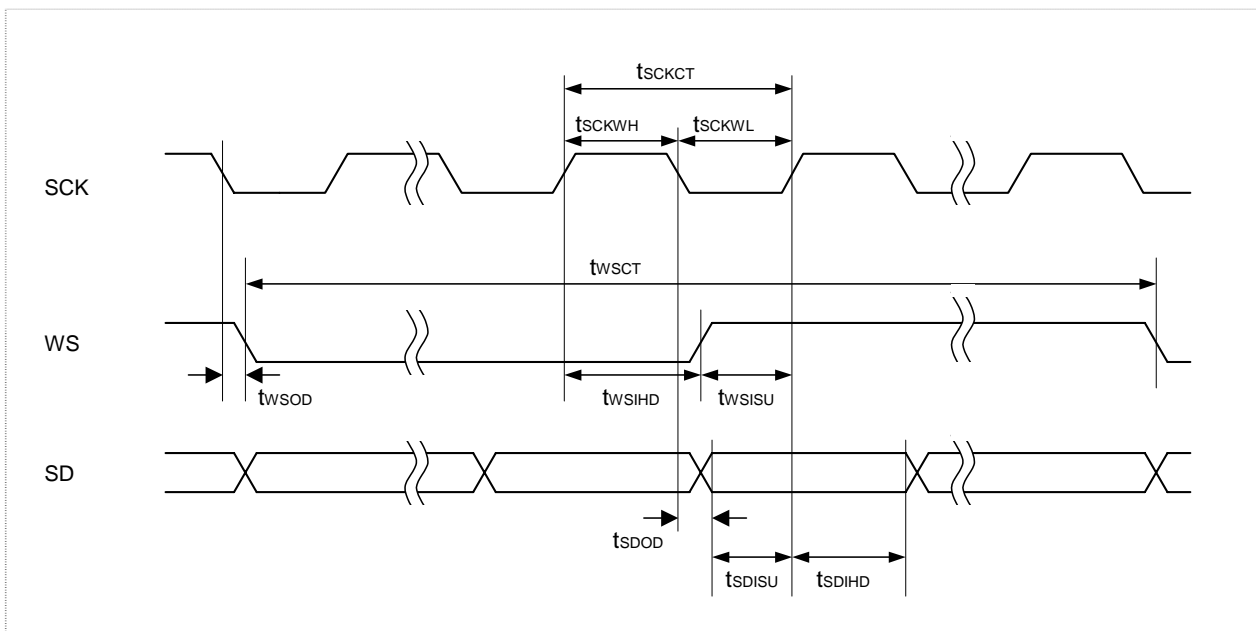 tSCKCT
tSCKWH tSCKWL
SCK
tWSCT
WS
tWSOD tWSIHD tWSISU
SD
tSDOD
tSDISU tSDIHD